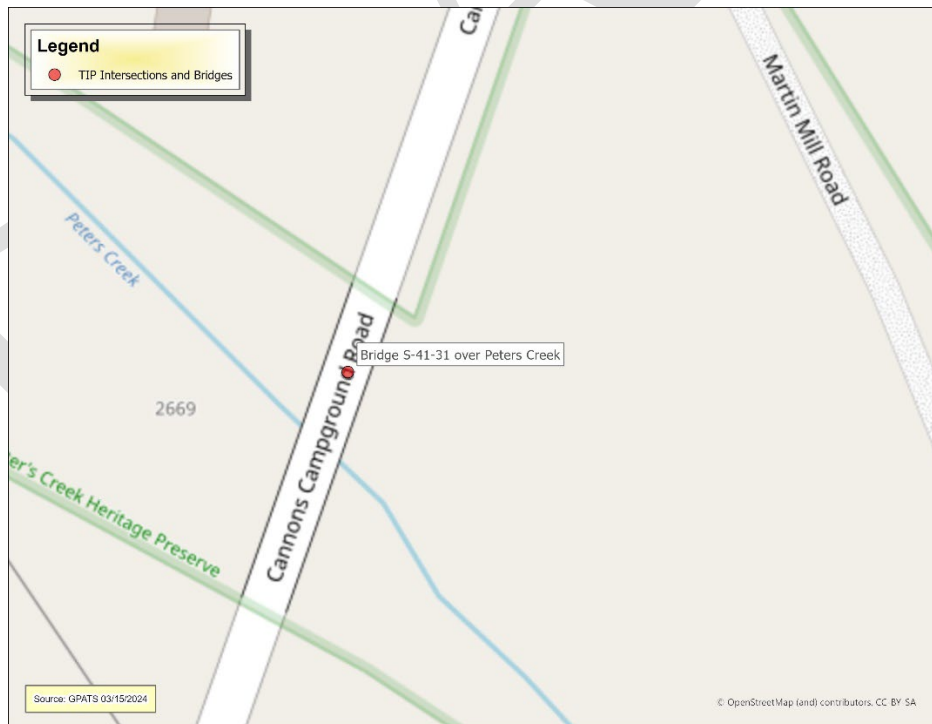 Legend
TIP Intersections and Bridges
Martin Mill Road
Peters Creek
Bridge S-41-31 over Peters Creek
2669
Cannons Campground Road
Creek Heritage Preserve
Source: GPATS 03/15/2024
© OpenStreetMap (and) contributors, CC-BY-SA